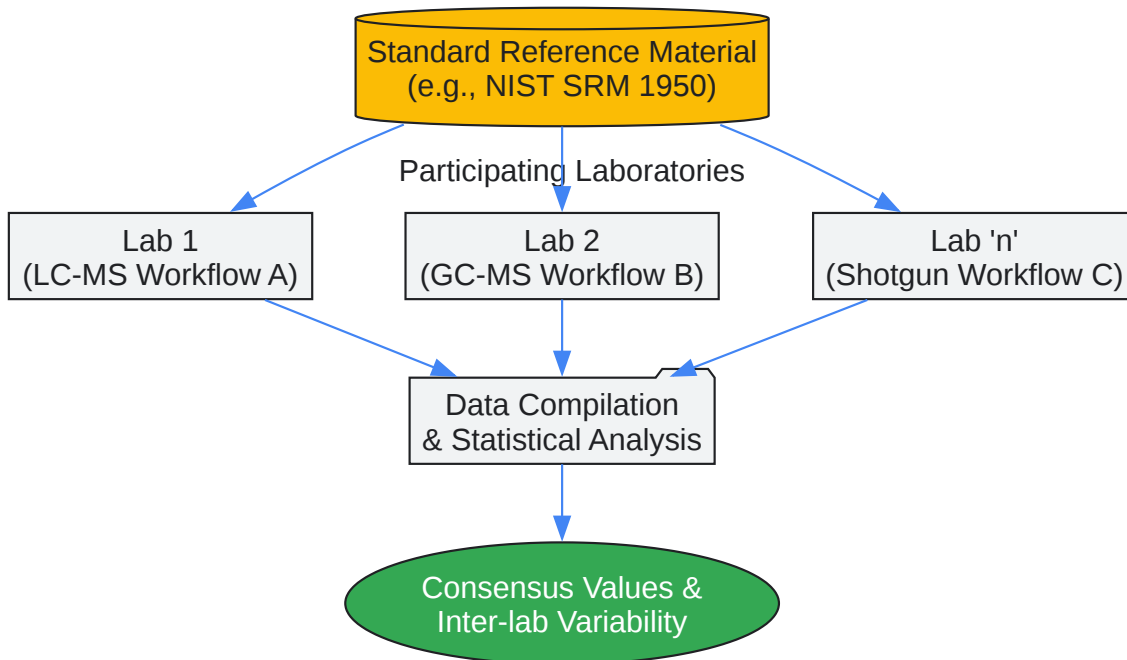 Standard Reference Material
(e.g., NIST SRM 1950)
Participating Laboratories
Lab 1
(LC-MS Workflow A)
Lab 2
(GC-MS Workflow B)
Lab 'n'
(Shotgun Workflow C)
Data Compilation
& Statistical Analysis
Consensus Values &
Inter-lab Variability